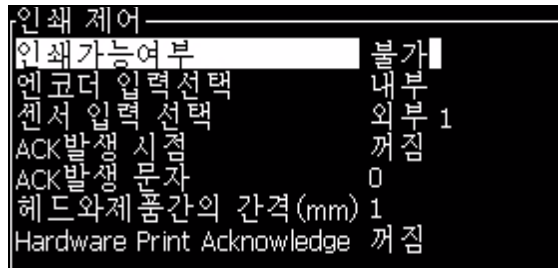 인쇄 제어
인쇄가능여부 불가
엔코더 입력선택 내부
센서 입력 선택 외부 1
ACK발생 시점 꺼짐
ACK발생 문자 0
헤드와제품간의 간격(mm) 1
Hardware Print Acknowledge 꺼짐